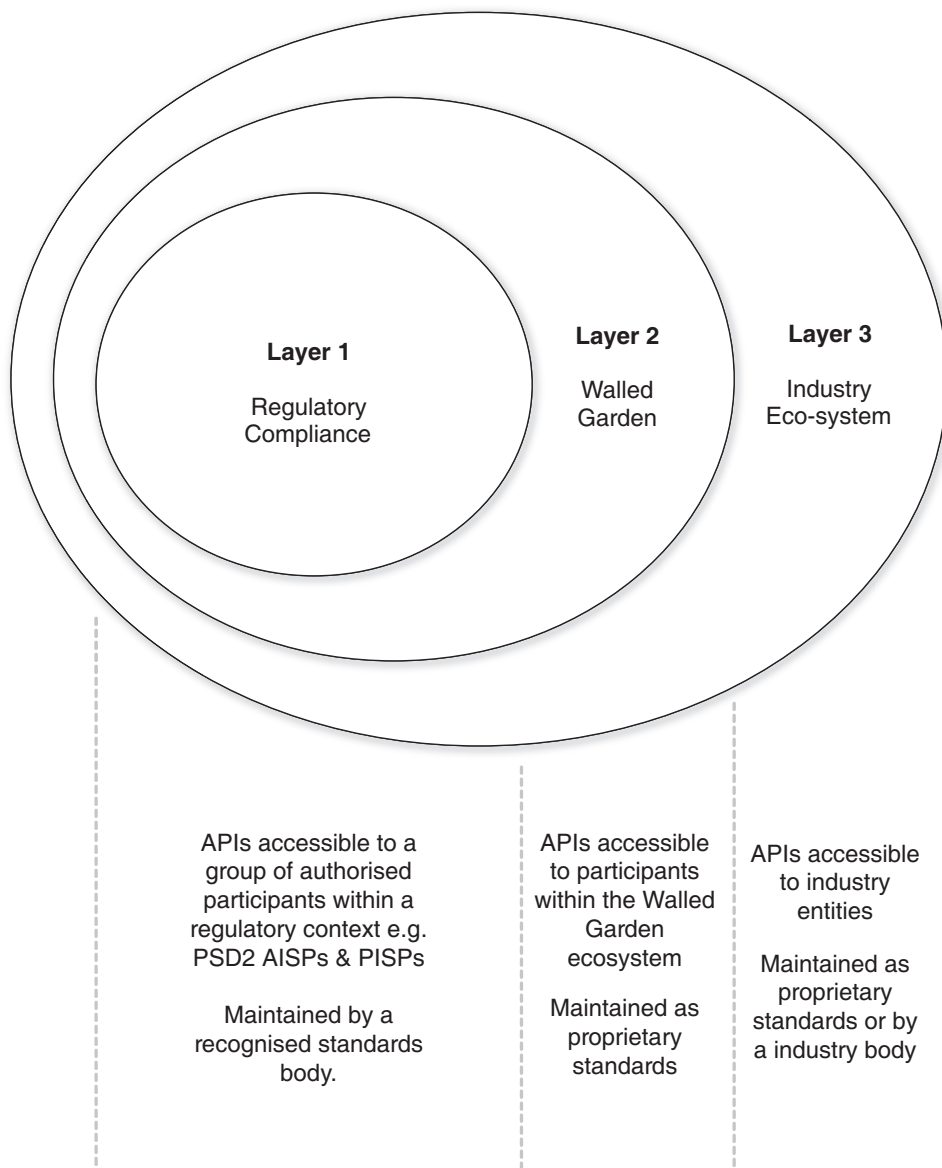 Layer 1
Regulatory
Compliance
Layer 2
Walled
Garden
Layer 3
Industry
Eco-system
APIs accessible to a
group of authorised
participants within a
regulatory context e.g.
PSD2 AISPs & PISPs
Maintained by a
recognised standards
body.
APIs accessible
to participants
within the Walled
Garden
ecosystem
Maintained as
proprietary
standards
APIs accessible
to industry
entities
Maintained as
proprietary
standards or by
a industry body